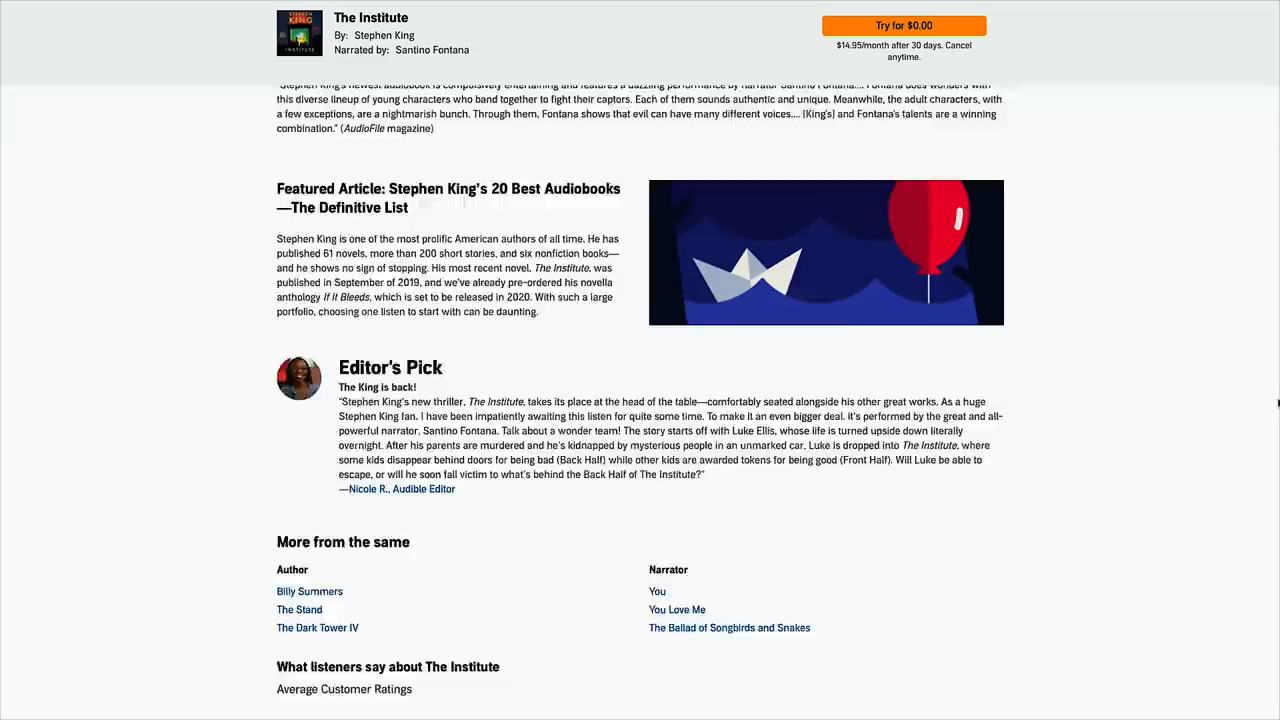 STEPHEN
KING
INSTITUTE
The Institute
By: Stephen King
Narrated by: Santino Fontana
Try for $0.00
$14.95/month after 30 days. Cancel
anytime.
"Stephen King's newest audiobook is compulsively entertaining and features a dazzling performance by narrator Santino Fontana.... Fontana does wonders with
this diverse lineup of young characters who band together to fight their captors. Each of them sounds authentic and unique. Meanwhile, the adult characters, with
a few exceptions, are a nightmarish bunch. Through them, Fontana shows that evil can have many different voices.... [King's] and Fontana's talents are a winning
combination." (AudioFile magazine)
Featured Article: Stephen King's 20 Best Audiobooks
—The Definitive List
Stephen King is one of the most prolific American authors of all time. He has
published 61 novels, more than 200 short stories, and six nonfiction books—
and he shows no sign of stopping. His most recent novel, The Institute, was
published in September of 2019, and we've already pre-ordered his novella
anthology If It Bleeds, which is set to be released in 2020. With such a large
portfolio, choosing one listen to start with can be daunting.
Editor's Pick
The King is back!
"Stephen King's new thriller, The Institute, takes its place at the head of the table—comfortably seated alongside his other great works. As a huge
Stephen King fan, I have been impatiently awaiting this listen for quite some time. To make it an even bigger deal, it's performed by the great and all-
powerful narrator, Santino Fontana. Talk about a wonder team! The story starts off with Luke Ellis, whose life is turned upside down literally
overnight. After his parents are murdered and he's kidnapped by mysterious people in an unmarked car, Luke is dropped into The Institute, where
some kids disappear behind doors for being bad (Back Half) while other kids are awarded tokens for being good (Front Half). Will Luke be able to
escape, or will he soon fall victim to what's behind the Back Half of The Institute?"
—Nicole R., Audible Editor
More from the same
Author
Billy Summers
The Stand
The Dark Tower IV
Narrator
You
You Love Me
The Ballad of Songbirds and Snakes
What listeners say about The Institute
Average Customer Ratings